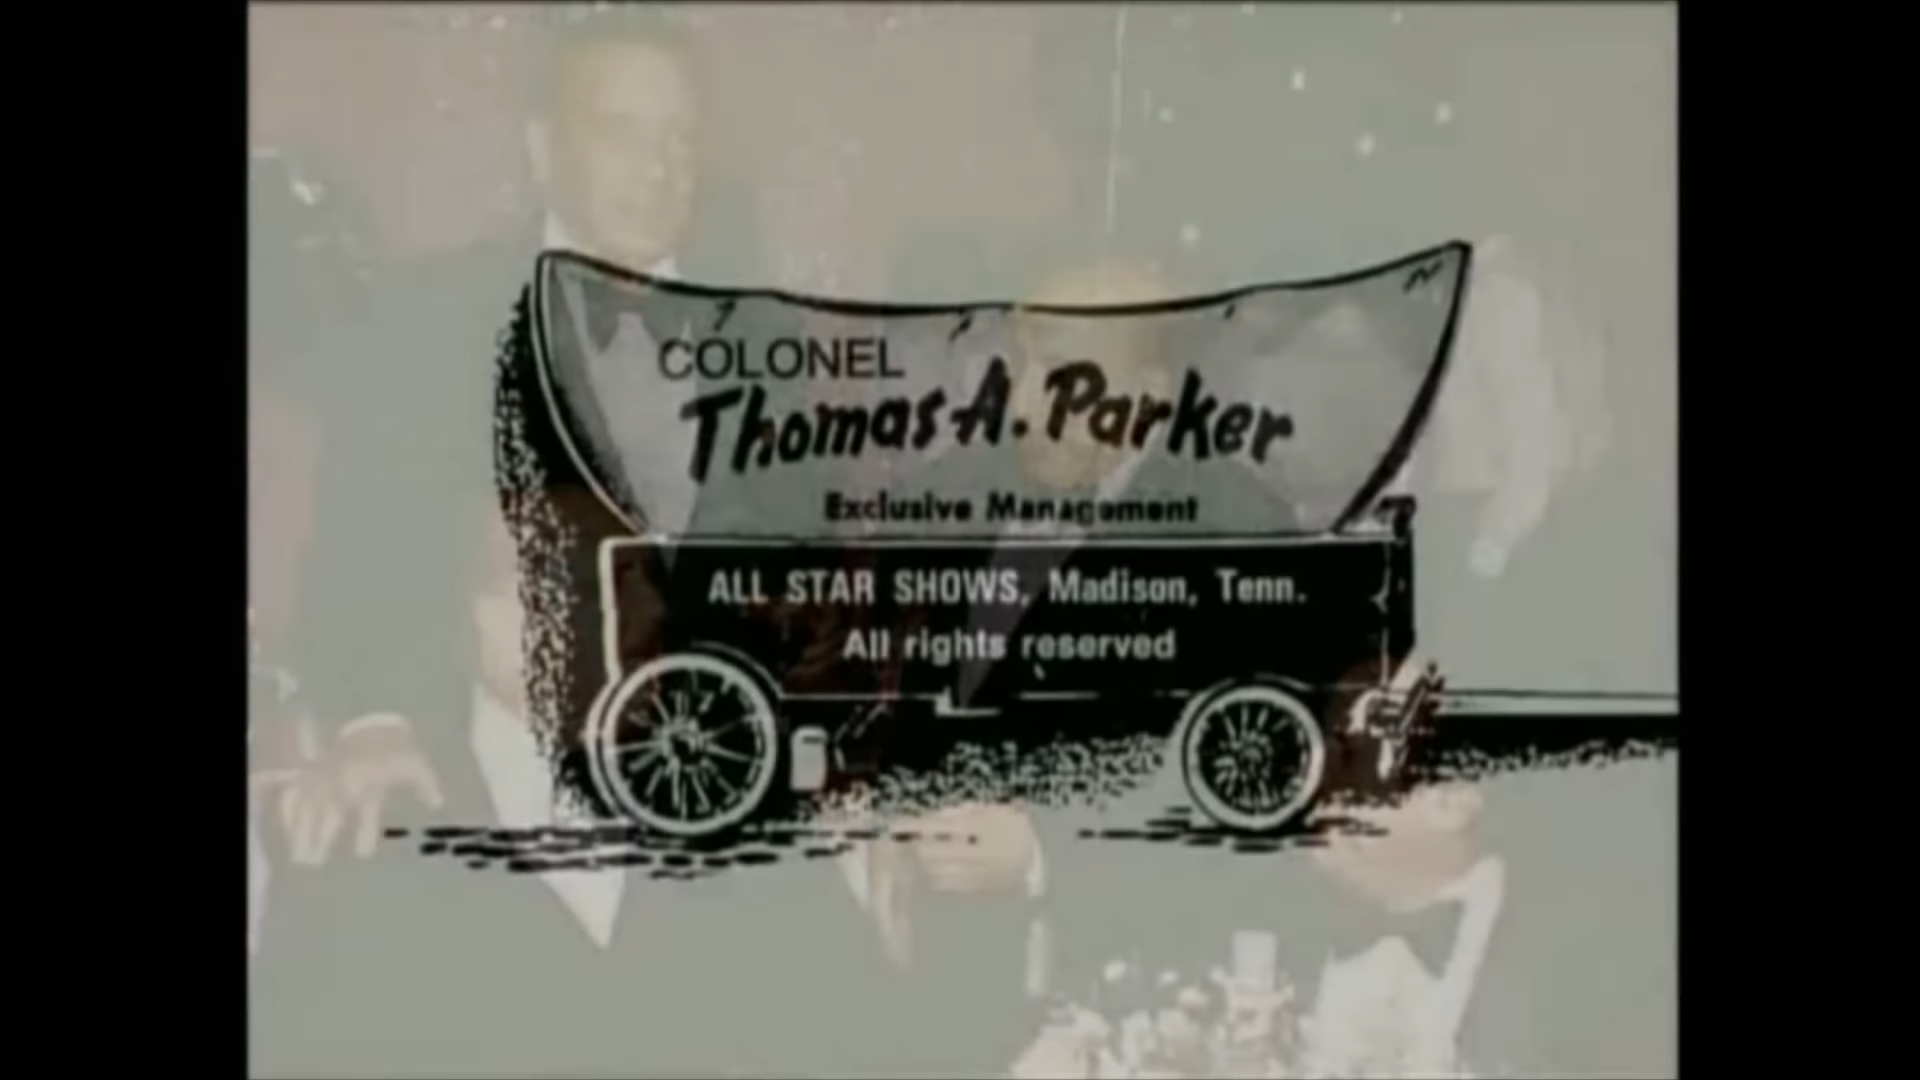 COLONEL
Thomas A. Parker
Exclusive Management
ALL STAR SHOWS, Madison, Tenn.
All rights reserved